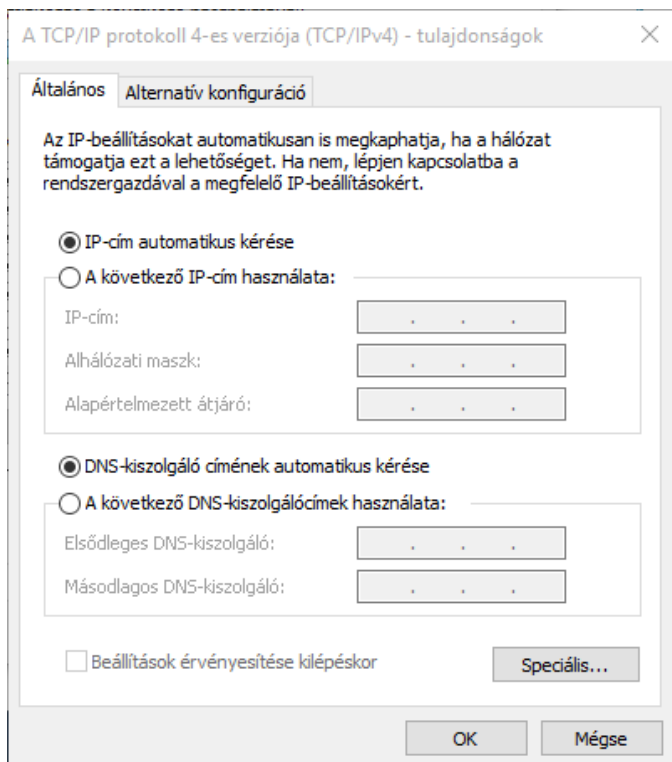 A TCP/IP protokoll 4-es verziója (TCP/IPv4) - tulajdonságok
Általános
Alternatív konfiguráció
Az IP-beállításokat automatikusan is megkaphatja, ha a hálózat
támogatja ezt a lehetőséget. Ha nem, lépjen kapcsolatba a
rendszergazdával a megfelelő IP-beállításokért.
IP-cím automatikus kérése
A következő IP-cím használata:
IP-cím:
. . .
Alhálózati maszk:
. . .
Alapértelmezett átjáró:
. . .
DNS-kiszolgáló címének automatikus kérése
A következő DNS-kiszolgálócímek használata:
Elsődleges DNS-kiszolgáló:
. . .
Másodlagos DNS-kiszolgáló:
. . .
Beállítások érvényesítése kilépéskor
Speciális...
OK
Mégse